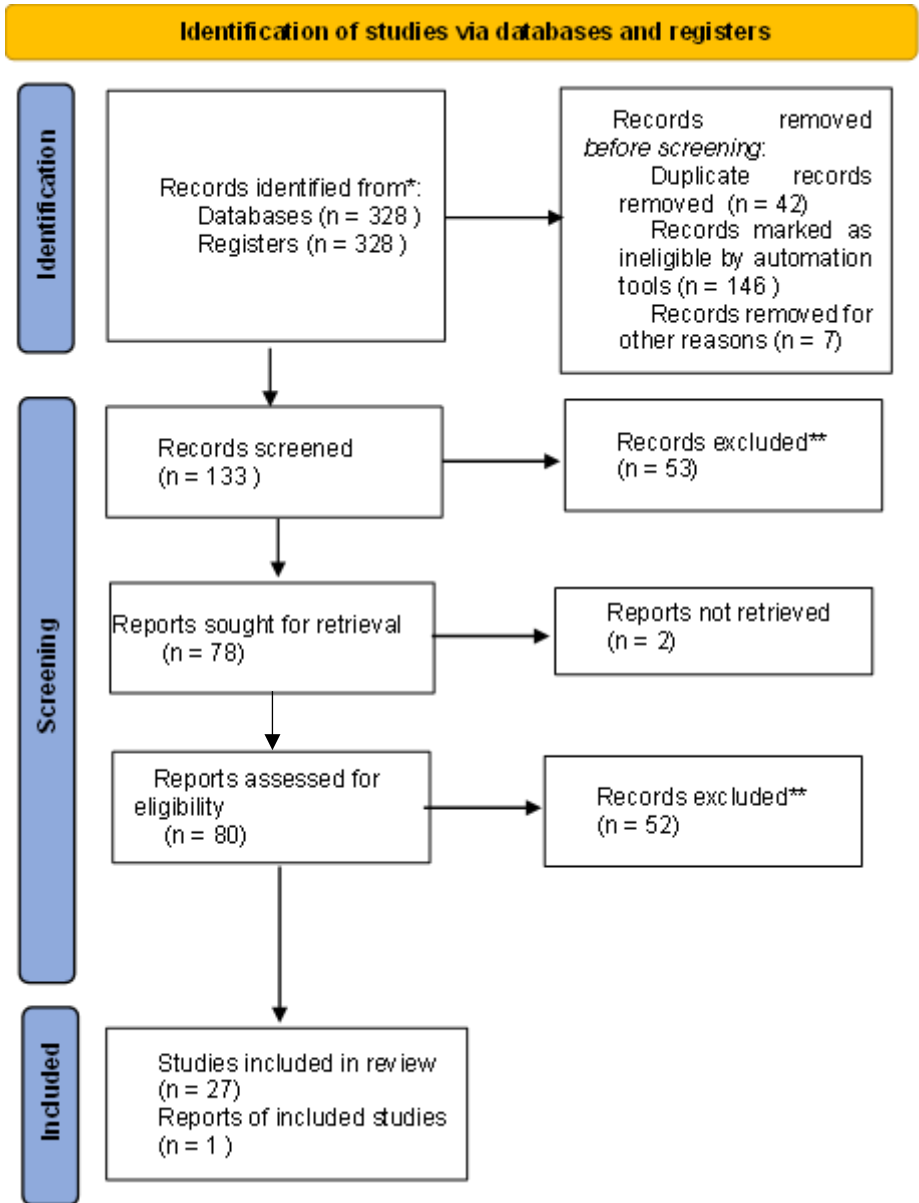 Identification of studies via databases and registers
Identification
Records identified from*:
Databases (n = 328 )
Registers (n = 328 )
Records removed
before screening:
Duplicate records
removed (n = 42)
Records marked as
ineligible by automation
tools (n = 146 )
Records removed for
other reasons (n = 7)
Screening
Records screened
(n = 133 )
Records excluded**
(n = 53)
Reports sought for retrieval
(n = 78)
Reports not retrieved
(n = 2)
Reports assessed for
eligibility
(n = 80)
Records excluded**
(n = 52)
Included
Studies included in review
(n = 27)
Reports of included studies
(n = 1 )